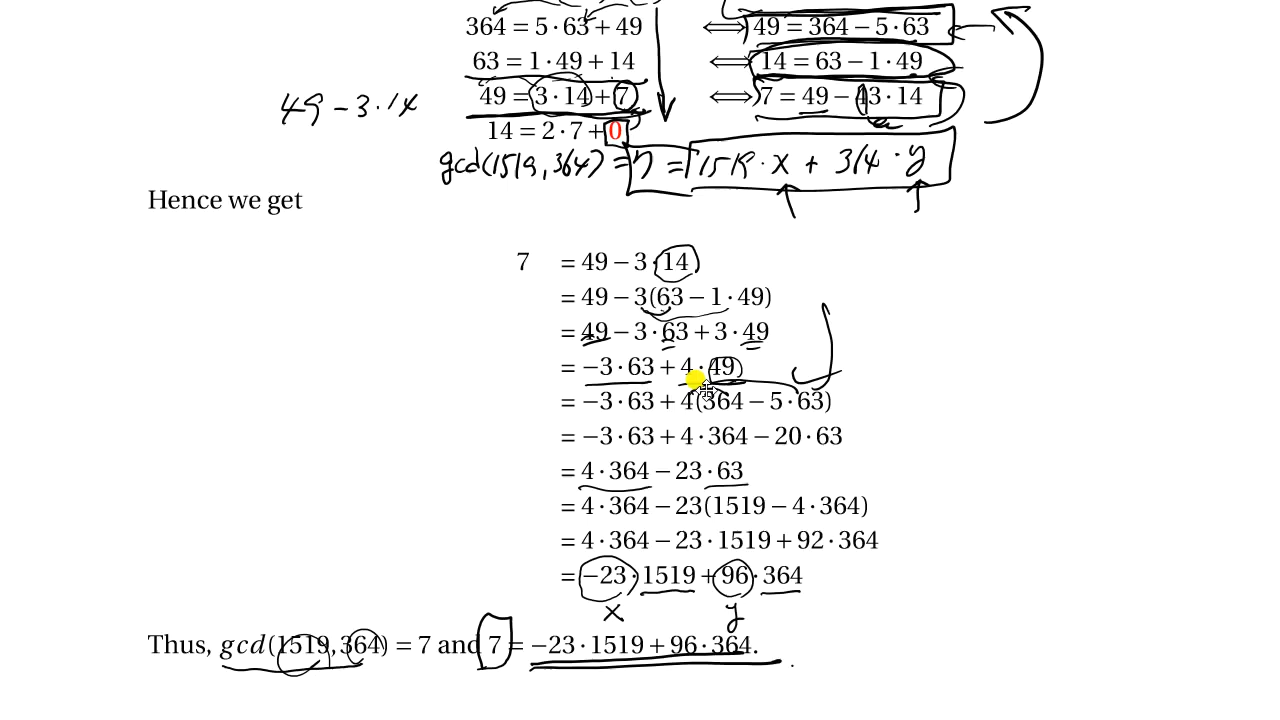 364 = 5·63 + 49 ⟺ 49 = 364 − 5·63
63 = 1·49 + 14 ⟺ 14 = 63 − 1·49
49 − 3·14 49 = 3·14 + 7 ⟺ 7 = 49 − 3·14
14 = 2·7 + 0
gcd(1519, 364) = 7 = 1519·x + 364·y
Hence we get
7 = 49 − 3·14
= 49 − 3(63 − 1·49)
= 49 − 3·63 + 3·49
= −3·63 + 4·49
= −3·63 + 4(364 − 5·63)
= −3·63 + 4·364 − 20·63
= 4·364 − 23·63
= 4·364 − 23(1519 − 4·364)
= 4·364 − 23·1519 + 92·364
= −23·1519 + 96·364
x y
Thus, gcd(1519,364) = 7 and 7 = −23·1519 + 96·364.